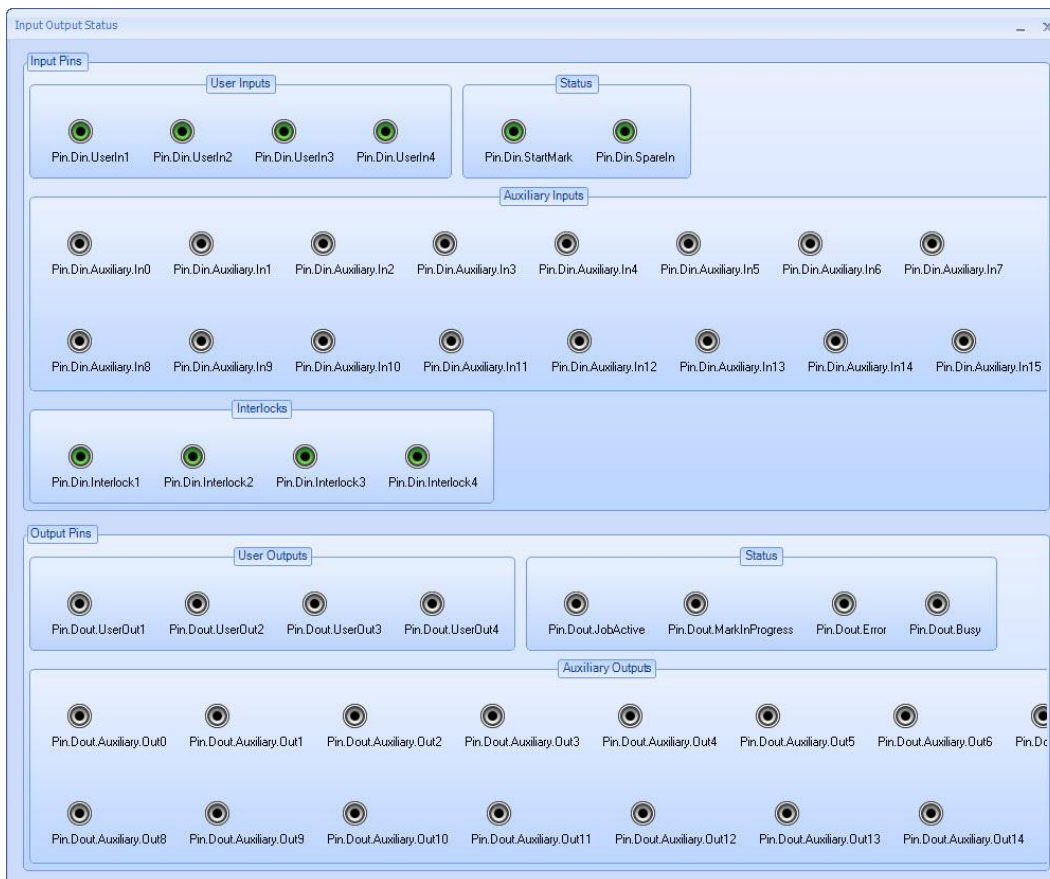 Input Output Status
Input Pins
User Inputs
Status
Pin.Din.UserIn1 Pin.Din.UserIn2 Pin.Din.UserIn3 Pin.Din.UserIn4
Pin.Din.StartMark Pin.Din.SpareIn
Auxiliary Inputs
Pin.Din.Auxiliary.In0 Pin.Din.Auxiliary.In1 Pin.Din.Auxiliary.In2 Pin.Din.Auxiliary.In3 Pin.Din.Auxiliary.In4 Pin.Din.Auxiliary.In5 Pin.Din.Auxiliary.In6 Pin.Din.Auxiliary.In7
Pin.Din.Auxiliary.In8 Pin.Din.Auxiliary.In9 Pin.Din.Auxiliary.In10 Pin.Din.Auxiliary.In11 Pin.Din.Auxiliary.In12 Pin.Din.Auxiliary.In13 Pin.Din.Auxiliary.In14 Pin.Din.Auxiliary.In15
Interlocks
Pin.Din.Interlock1 Pin.Din.Interlock2 Pin.Din.Interlock3 Pin.Din.Interlock4
Output Pins
User Outputs
Status
Pin.Dout.UserOut1 Pin.Dout.UserOut2 Pin.Dout.UserOut3 Pin.Dout.UserOut4
Pin.Dout.JobActive Pin.Dout.MarkInProgress Pin.Dout.Error Pin.Dout.Busy
Auxiliary Outputs
Pin.Dout.Auxiliary.Out0 Pin.Dout.Auxiliary.Out1 Pin.Dout.Auxiliary.Out2 Pin.Dout.Auxiliary.Out3 Pin.Dout.Auxiliary.Out4 Pin.Dout.Auxiliary.Out5 Pin.Dout.Auxiliary.Out6
Pin.Dout.Auxiliary.Out8 Pin.Dout.Auxiliary.Out9 Pin.Dout.Auxiliary.Out10 Pin.Dout.Auxiliary.Out11 Pin.Dout.Auxiliary.Out12 Pin.Dout.Auxiliary.Out13 Pin.Dout.Auxiliary.Out14